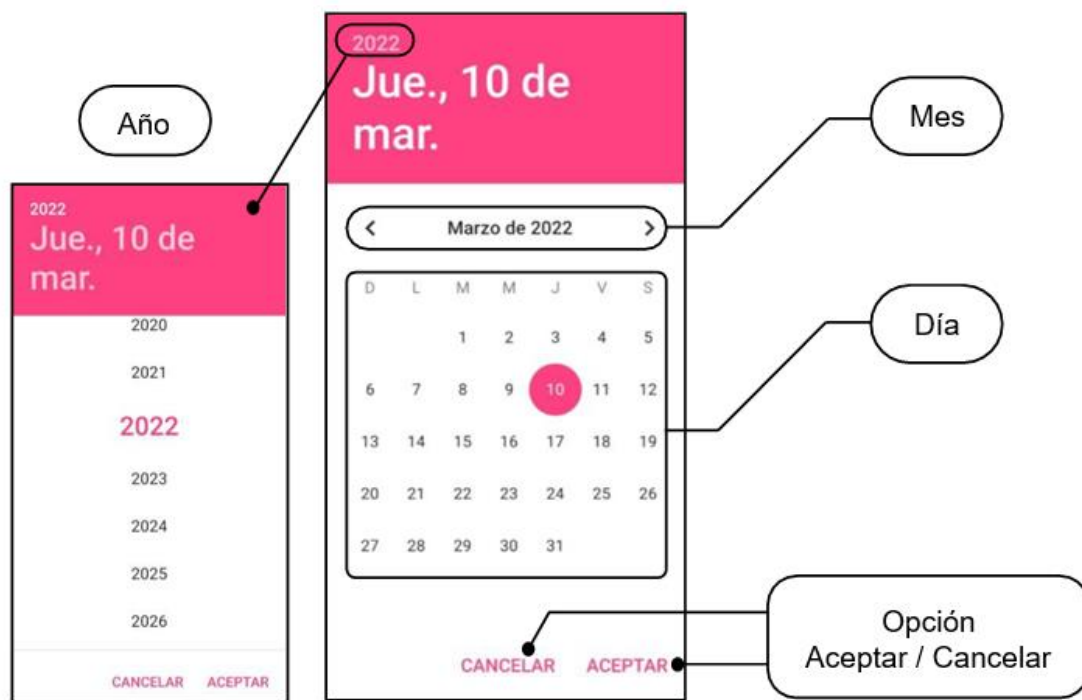 Año
2022
Jue., 10 de
mar.
2020
2021
2022
2023
2024
2025
2026
CANCELAR ACEPTAR
2022
Jue., 10 de
mar.
Marzo de 2022
D L M M J V S
1 2 3 4 5
6 7 8 9 10 11 12
13 14 15 16 17 18 19
20 21 22 23 24 25 26
27 28 29 30 31
CANCELAR ACEPTAR
Mes
Día
Opción
Aceptar / Cancelar